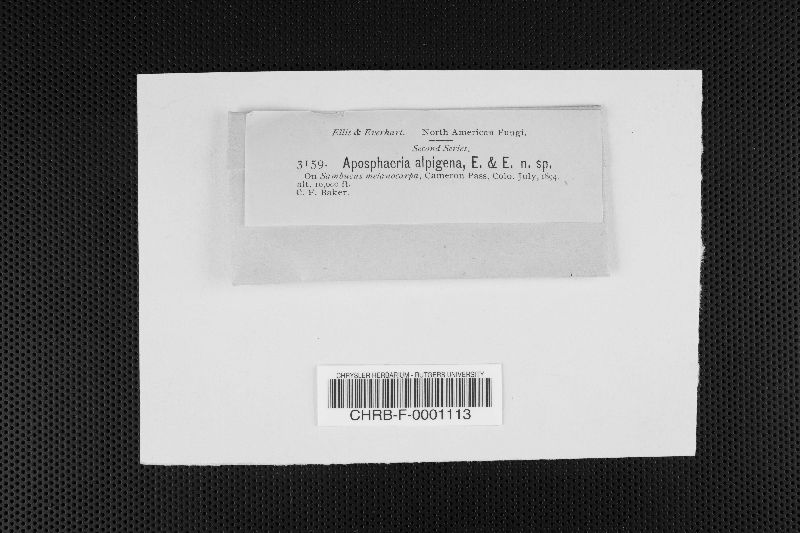 Ellis & Everhart. North American Fungi.
Second Series.
3159. Aposphaeria alpigena, E. & E. n. sp.
On Sambucus melanocarpa, Cameron Pass, Colo. July, 1894.
alt. 10,000 ft.
C. F. Baker.
CHRYSLER HERBARIUM - RUTGERS UNIVERSITY
CHRB-F-0001113